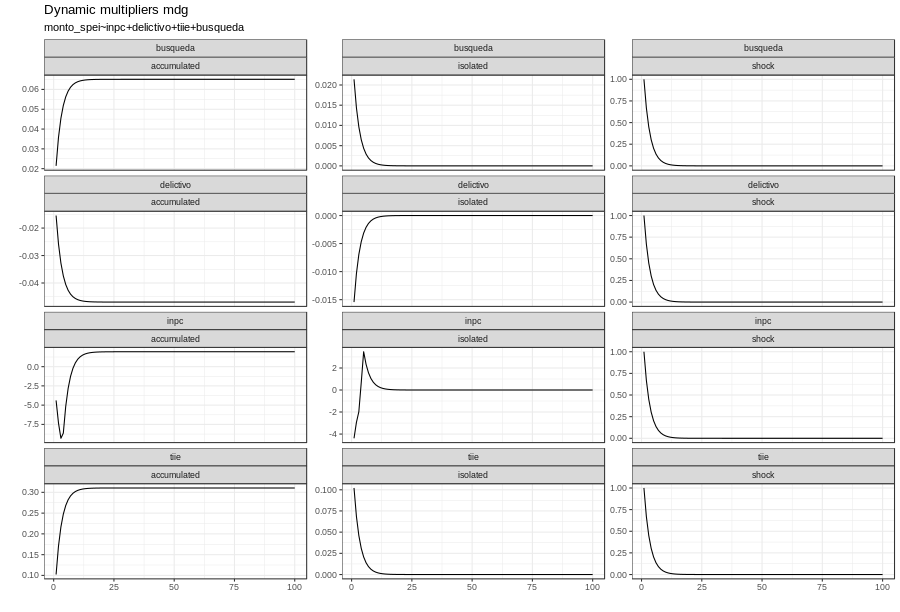 Dynamic multipliers mdg
monto_spei~inpc+delictivo+tiie+busqueda
busqueda busqueda busqueda
accumulated isolated shock
0.06 0.020 1.00
0.05 0.015 0.75
0.04 0.010 0.50
0.03 0.005 0.25
0.02 0.000 0.00
delictivo delictivo delictivo
accumulated isolated shock
-0.02 0.000 1.00
-0.03 -0.005 0.75
-0.04 -0.010 0.50
-0.015 0.25
0.00
inpc inpc inpc
accumulated isolated shock
0.0 2 1.00
-2.5 0 0.75
-5.0 -2 0.50
-7.5 -4 0.25
0.00
tiie tiie tiie
accumulated isolated shock
0.30 0.100 1.00
0.25 0.075 0.75
0.20 0.050 0.50
0.15 0.025 0.25
0.10 0.000 0.00
0 25 50 75 100 0 25 50 75 100 0 25 50 75 100